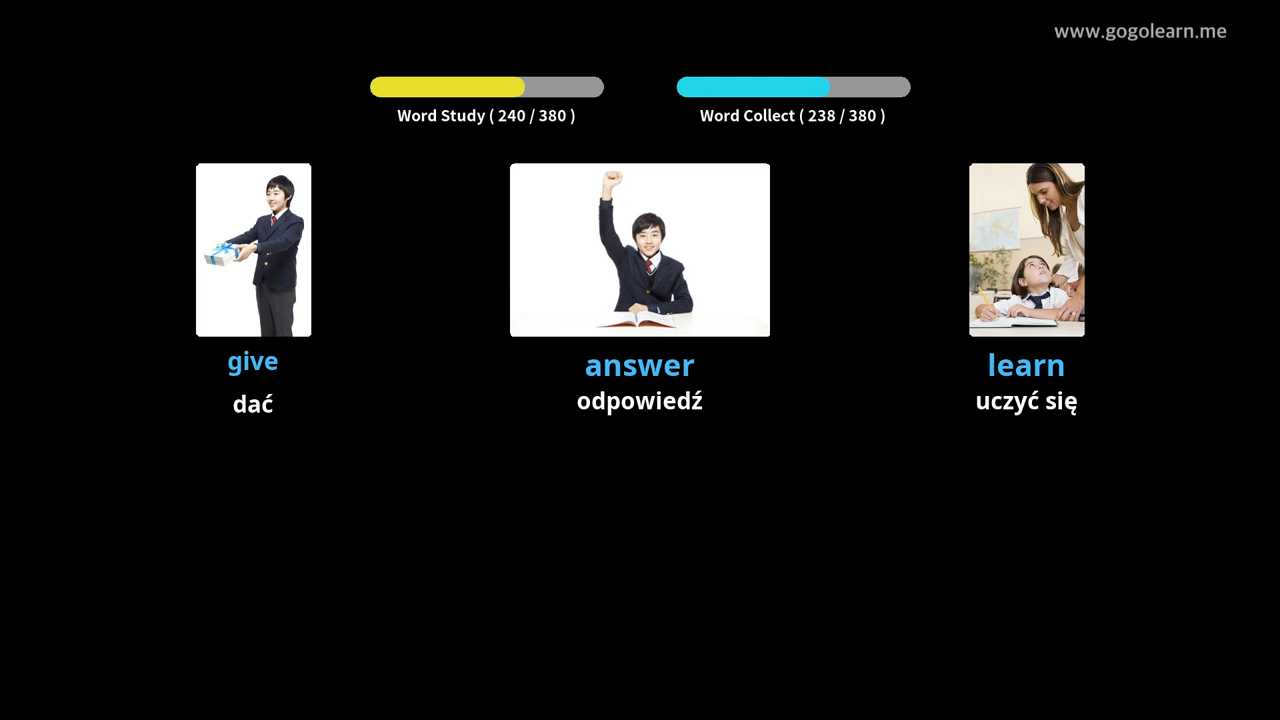 www.gogolearn.me
Word Study ( 240 / 380 )
Word Collect ( 238 / 380 )
give
dać
answer
odpowiedź
learn
uczyć się